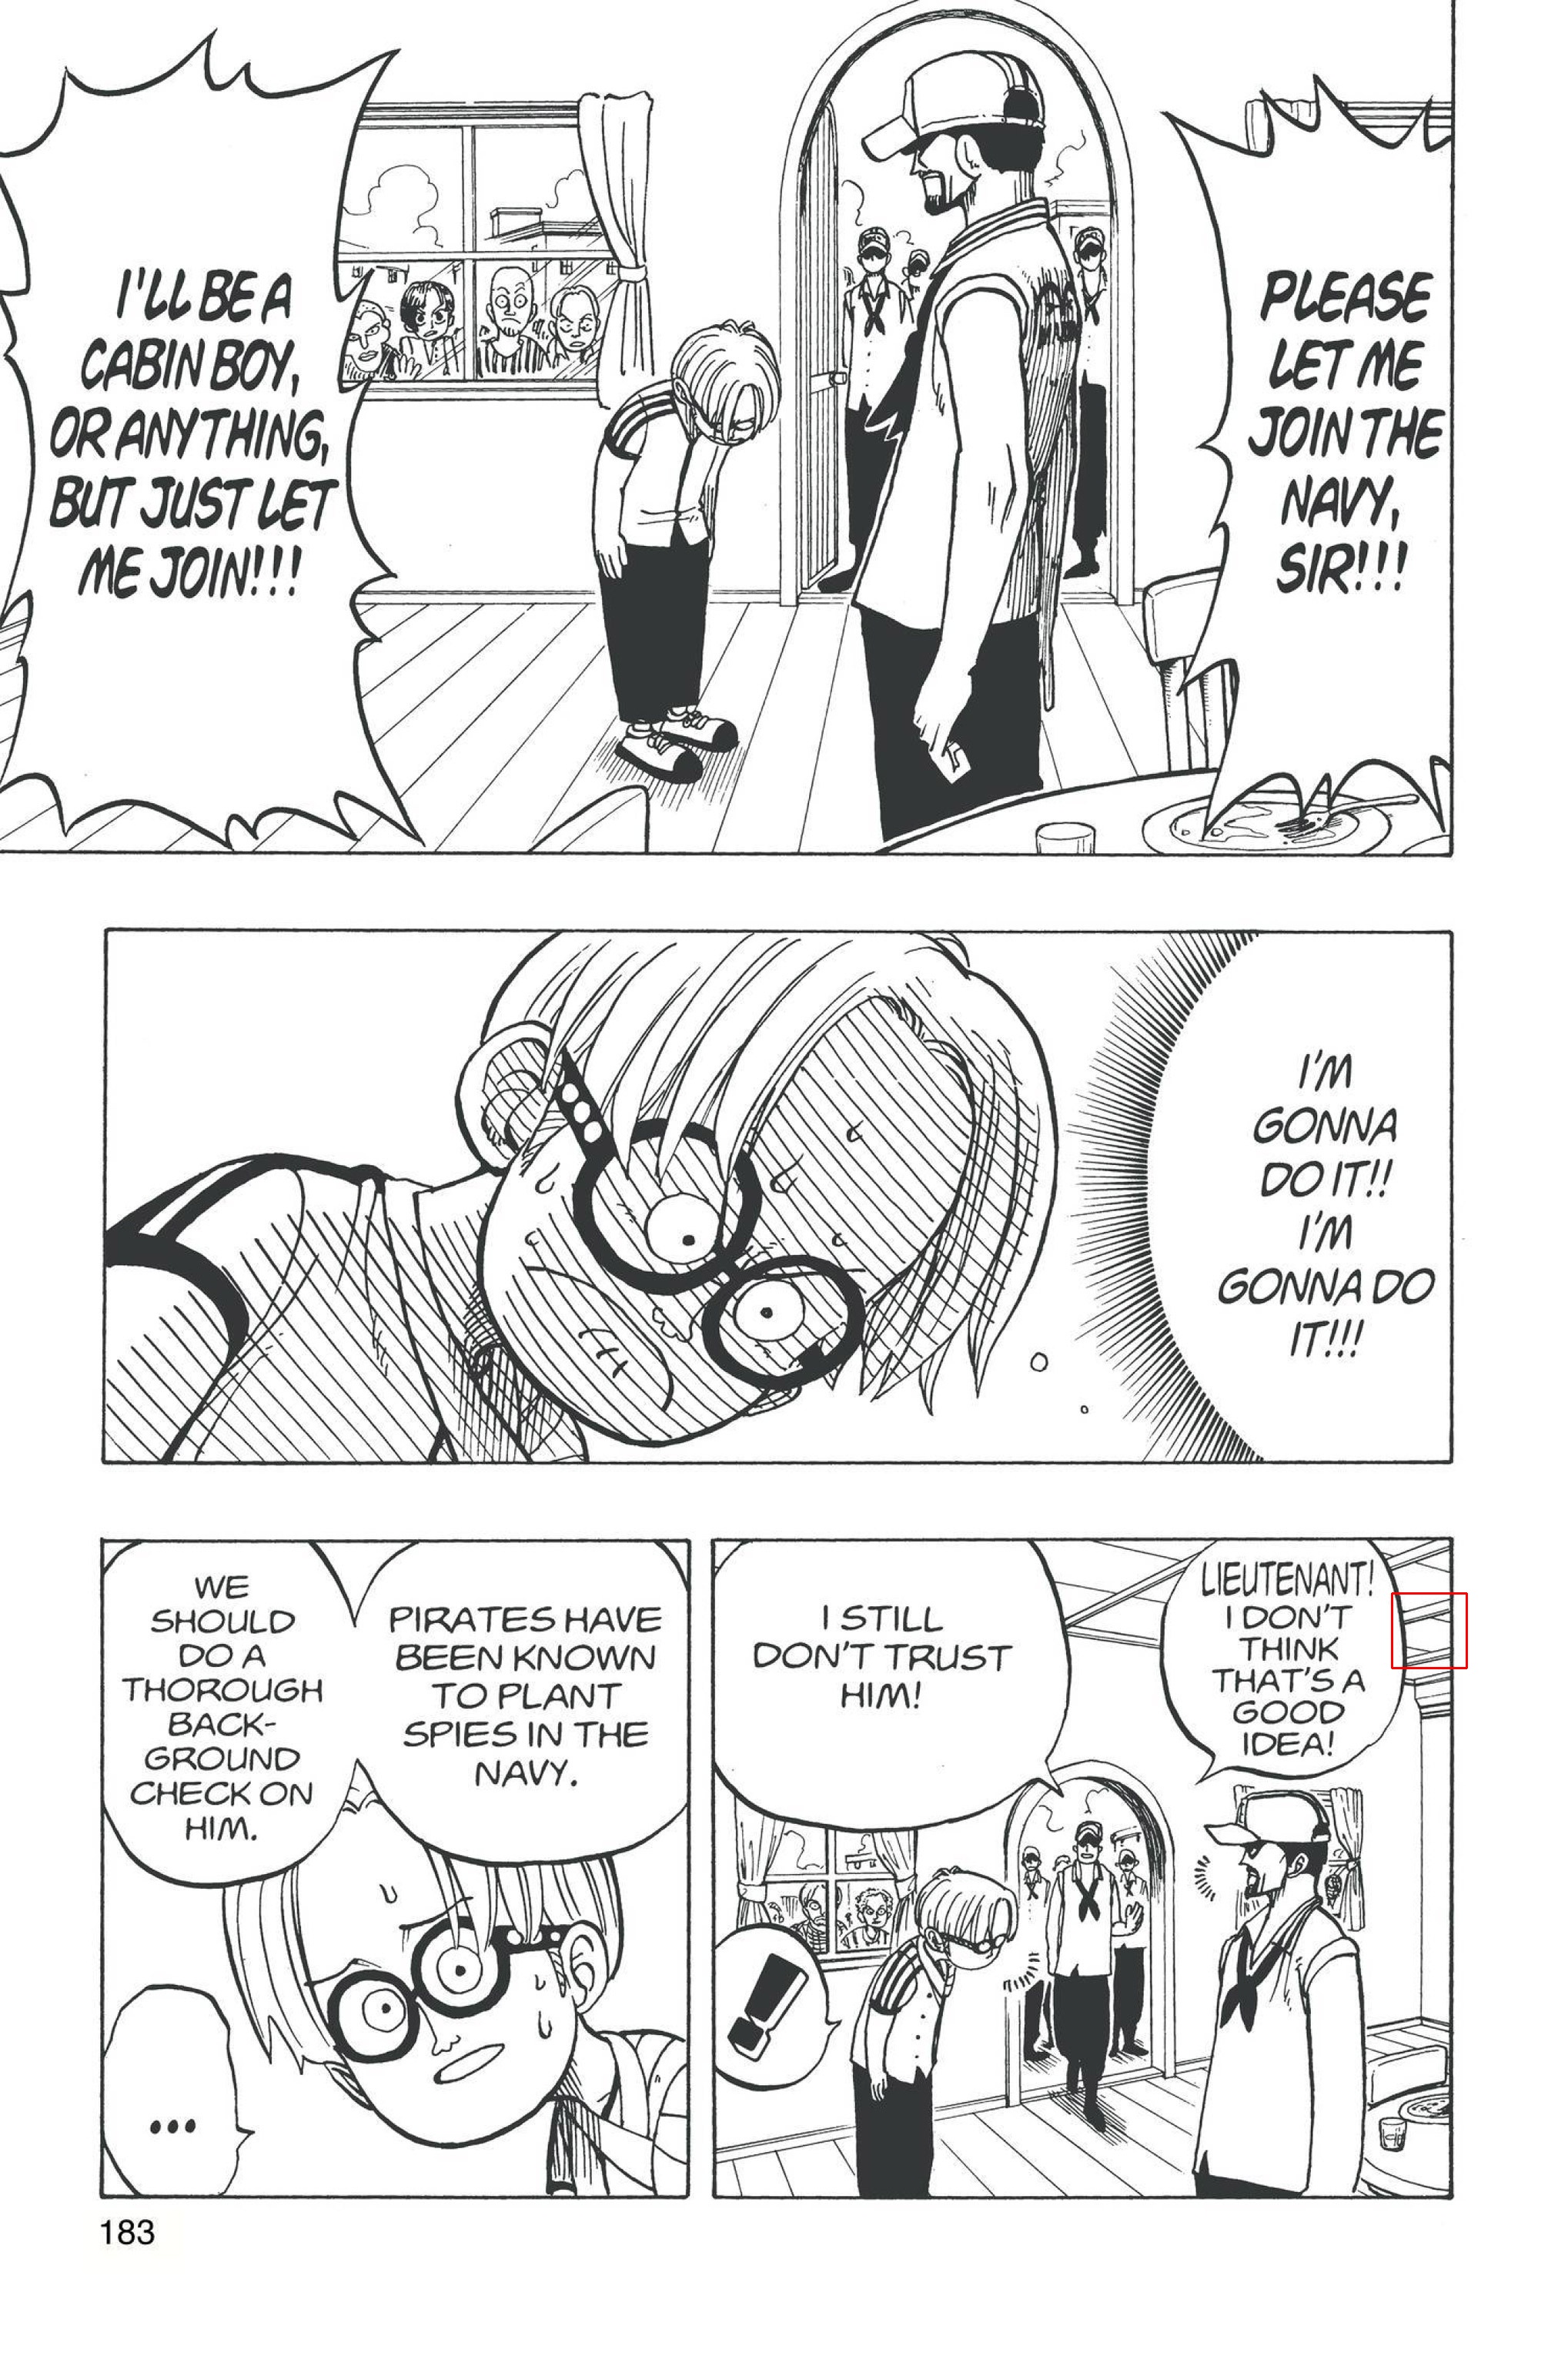 PLEASE
LET ME
JOIN THE
NAVY,
SIR!!!
I'LL BE A
CABIN BOY,
OR ANYTHING,
BUT JUST LET
ME JOIN!!!
I'M
GONNA
DO IT!!
I'M
GONNA DO
IT!!!
LIEUTENANT!
I DON'T
THINK
THAT'S A
GOOD
IDEA!
I STILL
DON'T TRUST
HIM!
!
PIRATES HAVE
BEEN KNOWN
TO PLANT
SPIES IN THE
NAVY.
WE
SHOULD
DO A
THOROUGH
BACK-
GROUND
CHECK ON
HIM.
...
183